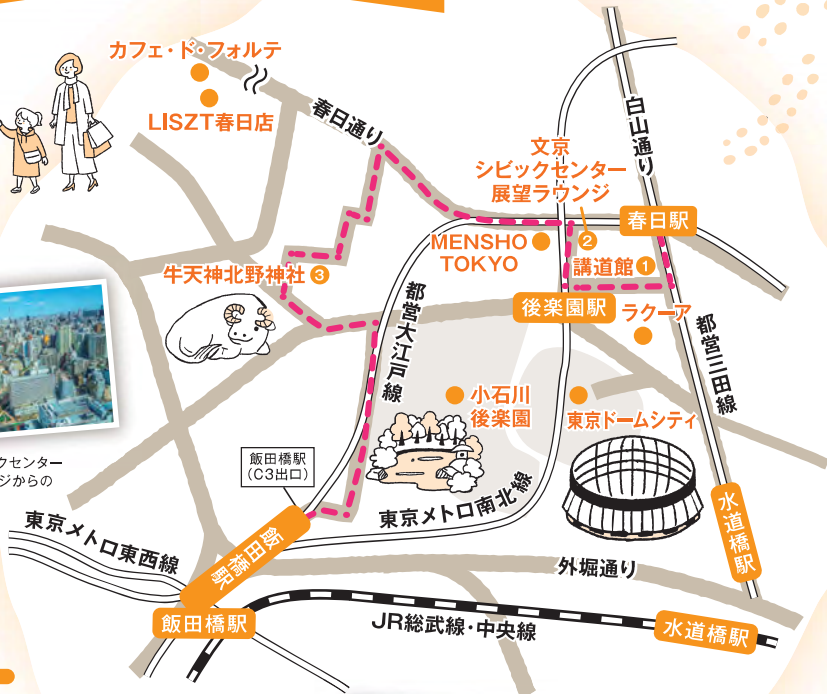 カフェ・ド・フォルテ
LISZT春日店
春日通り
白山通り
文京
シビックセンター
展望ラウンジ
②
春日駅
MENSHO
TOKYO
講道館①
牛天神北野神社③
後楽園駅
ラクーア
都営大江戸線
都営三田線
小石川
後楽園
東京ドームシティ
クセンター
ジからの
飯田橋駅
(C3出口)
東京メトロ南北線
東京メトロ東西線
飯田橋駅
水道橋駅
外堀通り
飯田橋駅
JR総武線・中央線
水道橋駅